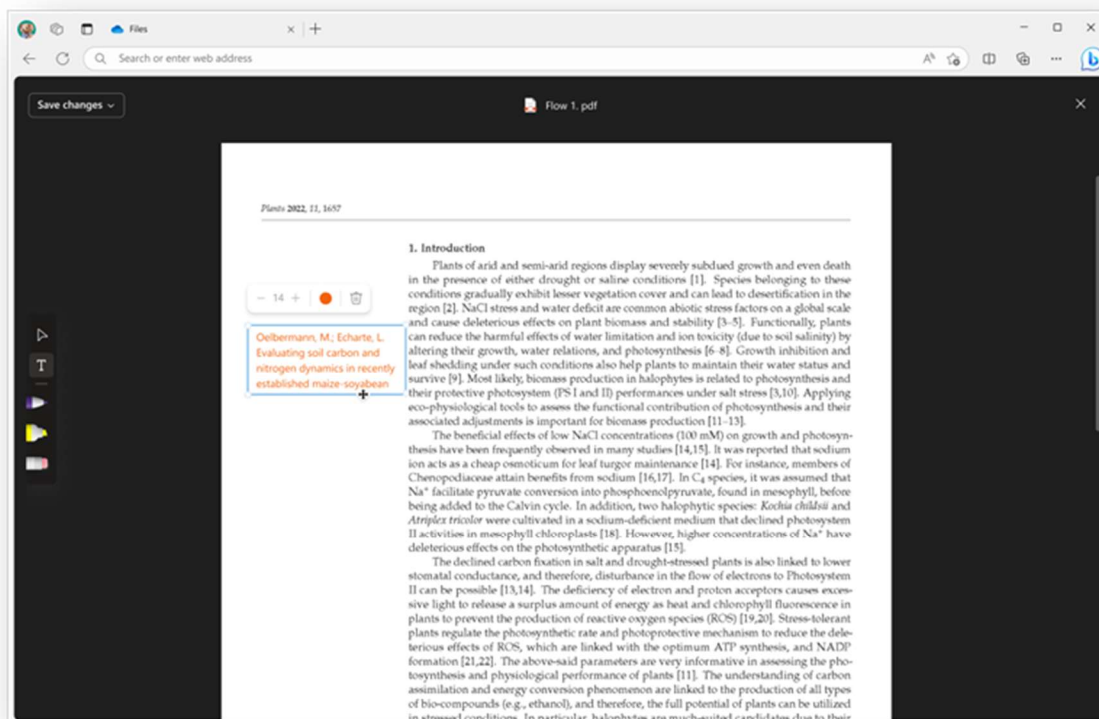 Files
Search or enter web address
Save changes
Flow 1. pdf
Plants 2022, 11, 1657
1. Introduction
Plants of arid and semi-arid regions display severely subdued growth and even death
in the presence of either drought or saline conditions [1]. Species belonging to these
conditions gradually exhibit lesser vegetation cover and can lead to desertification in the
region [2]. NaCl stress and water deficit are common abiotic stress factors on a global scale
and cause deleterious effects on plant biomass and stability [3–5]. Functionally, plants
can reduce the harmful effects of water limitation and ion toxicity (due to soil salinity) by
altering their growth, water relations, and photosynthesis [6–8]. Growth inhibition and
leaf shedding under such conditions also help plants to maintain their water status and
survive [9]. Most likely, biomass production in halophytes is related to photosynthesis and
their protective photosystem (PS I and II) performances under salt stress [3,10]. Applying
eco-physiological tools to assess the functional contribution of photosynthesis and their
associated adjustments is important for biomass production [11–13].
14
Oelbermann, M.; Echarte, L.
Evaluating soil carbon and
nitrogen dynamics in recently
established maize-soyabean
T
The beneficial effects of low NaCl concentrations (100 mM) on growth and photosyn-
thesis have been frequently observed in many studies [14,15]. It was reported that sodium
ion acts as a cheap osmoticum for leaf turgor maintenance [14]. For instance, members of
Chenopodiaceae attain benefits from sodium [16,17]. In C₄ species, it was assumed that
Na⁺ facilitate pyruvate conversion into phosphoenolpyruvate, found in mesophyll, before
being added to the Calvin cycle. In addition, two halophytic species: Kochia childsii and
Atriplex tricolor were cultivated in a sodium-deficient medium that declined photosystem
II activities in mesophyll chloroplasts [18]. However, higher concentrations of Na⁺ have
deleterious effects on the photosynthetic apparatus [15].
The declined carbon fixation in salt and drought-stressed plants is also linked to lower
stomatal conductance, and therefore, disturbance in the flow of electrons to Photosystem
II can be possible [13,14]. The deficiency of electron and proton acceptors causes exces-
sive light to release a surplus amount of energy as heat and chlorophyll fluorescence in
plants to prevent the production of reactive oxygen species (ROS) [19,20]. Stress-tolerant
plants regulate the photosynthetic rate and photoprotective mechanism to reduce the dele-
terious effects of ROS, which are linked with the optimum ATP synthesis, and NADP
formation [21,22]. The above-said parameters are very informative in assessing the pho-
tosynthesis and physiological performance of plants [11]. The understanding of carbon
assimilation and energy conversion phenomenon are linked to the production of all types
of bio-compounds (e.g., ethanol), and therefore, the full potential of plants can be utilized
in stressed conditions. In particular, halophytes are much-suited candidates due to their